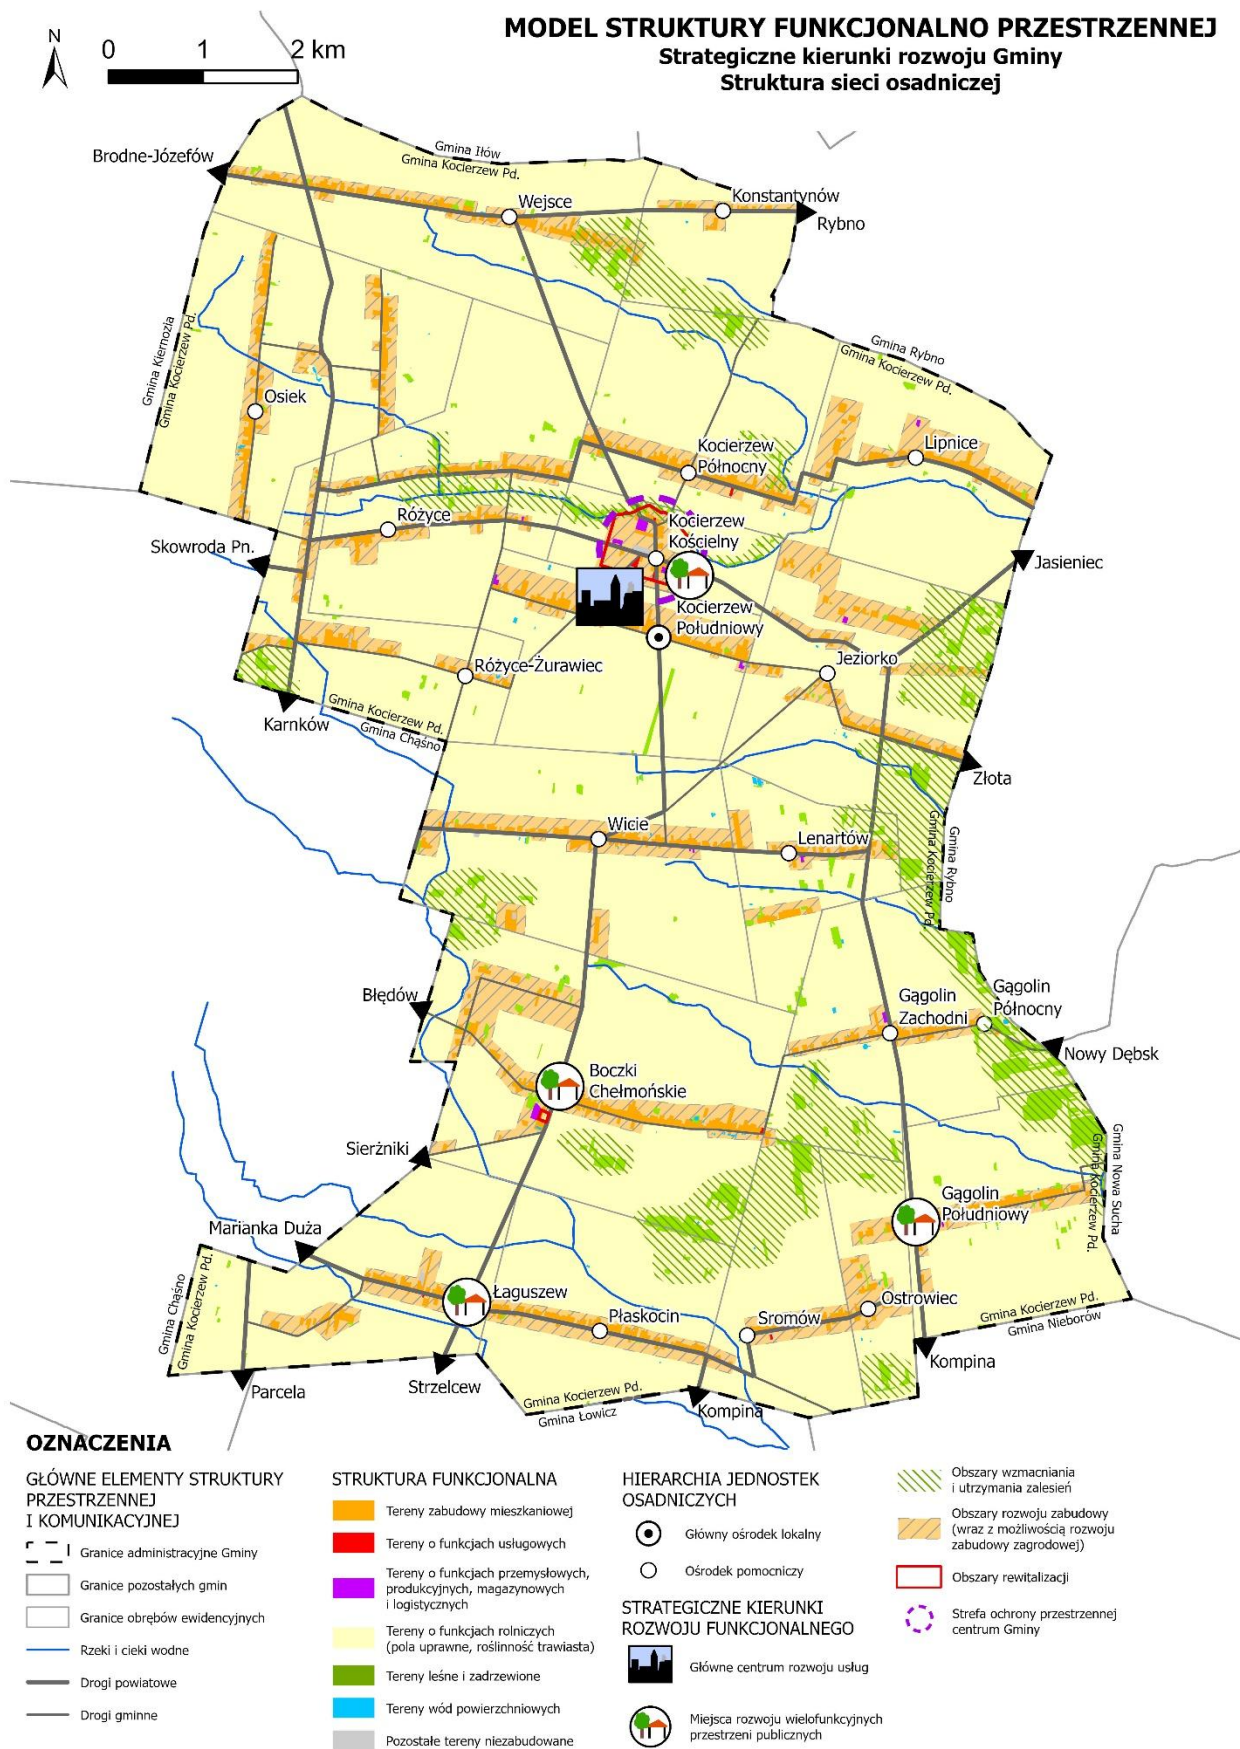 MODEL STRUKTURY FUNKCJONALNO PRZESTRZENNEJ
Strategiczne kierunki rozwoju Gminy
Struktura sieci osadniczej
N
0 1 2 km
Gmina Iłów
Gmina Kocierzew Pd.
Brodne-Józefów
Wejsce
Konstantynów
Rybno
Gmina Kiernozia
Gmina Kocierzew Pd.
Gmina Rybno
Gmina Kocierzew Pd.
Osiek
Kocierzew
Północny
Lipnice
Różyce
Kocierzew
Kościelny
Skowroda Pn.
Jasieniec
Kocierzew
Południowy
Różyce-Żurawiec
Jeziorko
Karnków
Gmina Kocierzew Pd.
Gmina Chąśno
Złota
Wicie
Lenartów
Gmina Kocierzew Pd.
Gmina Rybno
Błędów
Gągolin
Zachodni
Gągolin
Północny
Nowy Dębsk
Boczki
Chełmońskie
Sierżniki
Gmina Kocierzew Pd.
Gmina Nowa Sucha
Gągolin
Południowy
Marianka Duża
Gmina Chąśno
Gmina Kocierzew Pd.
Łaguszew
Płaskocin
Sromów
Ostrowiec
Gmina Kocierzew Pd.
Gmina Nieborów
Kompina
Parcela
Strzelcew
Gmina Kocierzew Pd.
Gmina Łowicz
Kompina
OZNACZENIA
GŁÓWNE ELEMENTY STRUKTURY
PRZESTRZENNEJ
I KOMUNIKACYJNEJ
Granice administracyjne Gminy
Granice pozostałych gmin
Granice obrębów ewidencyjnych
Rzeki i cieki wodne
Drogi powiatowe
Drogi gminne
STRUKTURA FUNKCJONALNA
Tereny zabudowy mieszkaniowej
Tereny o funkcjach usługowych
Tereny o funkcjach przemysłowych,
produkcyjnych, magazynowych
i logistycznych
Tereny o funkcjach rolniczych
(pola uprawne, roślinność trawiasta)
Tereny leśne i zadrzewione
Tereny wód powierzchniowych
Pozostałe tereny niezabudowane
HIERARCHIA JEDNOSTEK
OSADNICZYCH
Główny ośrodek lokalny
Ośrodek pomocniczy
STRATEGICZNE KIERUNKI
ROZWOJU FUNKCJONALNEGO
Główne centrum rozwoju usług
Miejsca rozwoju wielofunkcyjnych
przestrzeni publicznych
Obszary wzmacniania
i utrzymania zalesień
Obszary rozwoju zabudowy
(wraz z możliwością rozwoju
zabudowy zagrodowej)
Obszary rewitalizacji
Strefa ochrony przestrzennej
centrum Gminy